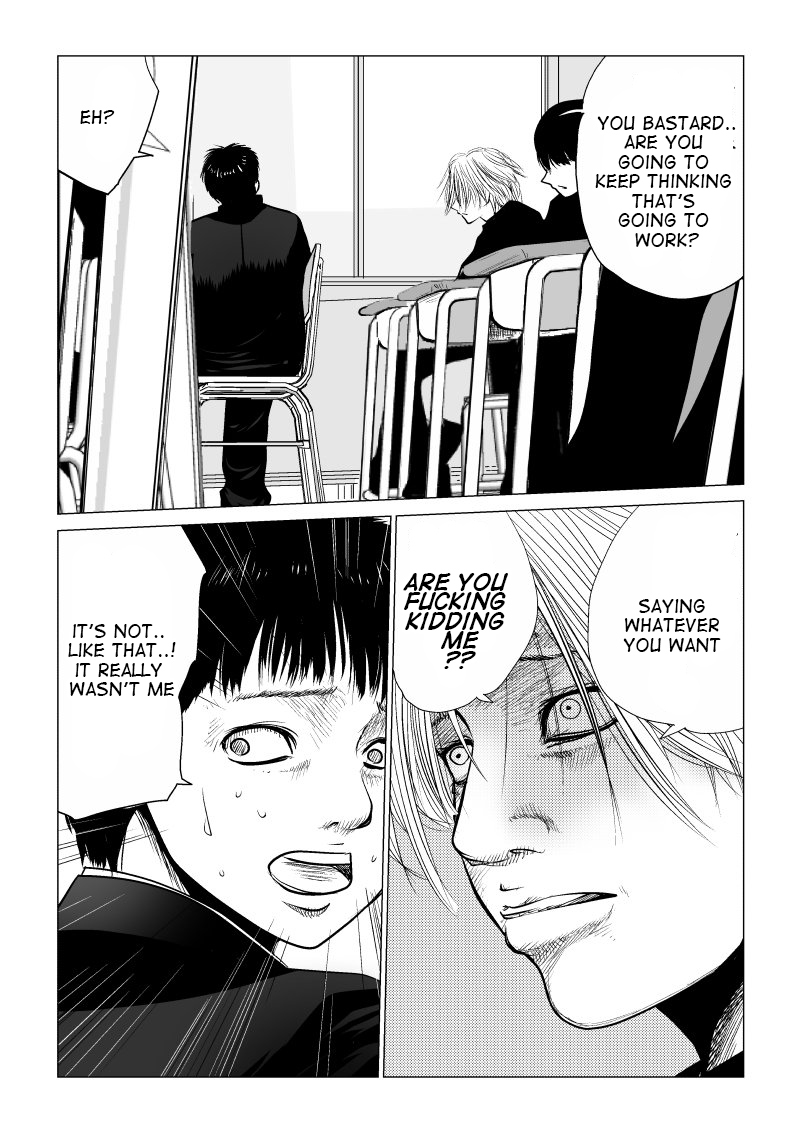 YOU BASTARD..
ARE YOU
GOING TO
KEEP THINKING
THAT'S
GOING TO
WORK?
EH?
SAYING
WHATEVER
YOU WANT
ARE YOU
FUCKING
KIDDING
ME
??
IT'S NOT..
LIKE THAT..!
IT REALLY
WASN'T ME